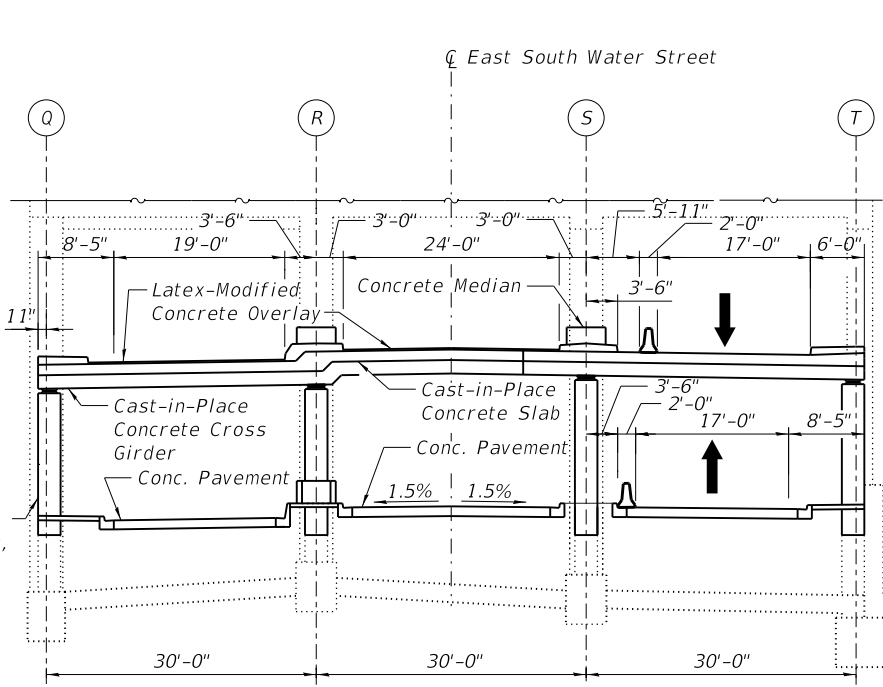 ℄ East South Water Street
Q
R
S
T
3'-6"
3'-0"
3'-0"
5'-11"
2'-0"
8'-5"
19'-0"
24'-0"
17'-0"
6'-0"
Latex-Modified
Concrete Overlay
Concrete Median
3'-6"
11"
Cast-in-Place
Concrete Cross
Girder
Cast-in-Place
Concrete Slab
3'-6"
2'-0"
17'-0"
8'-5"
Conc. Pavement
Conc. Pavement
1.5%
1.5%
,
30'-0"
30'-0"
30'-0"